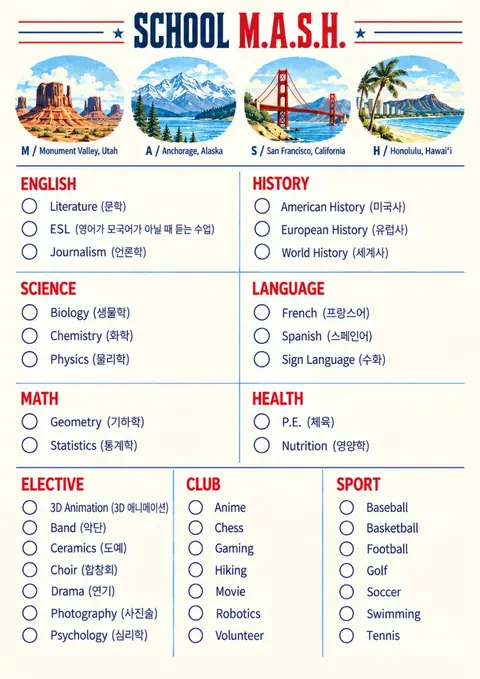 SCHOOL M.A.S.H.
M / Monument Valley, Utah
A / Anchorage, Alaska
S / San Francisco, California
H / Honolulu, Hawai'i
ENGLISH
Literature (문학)
ESL (영어가 모국어가 아닐 때 듣는 수업)
Journalism (언론학)
HISTORY
American History (미국사)
European History (유럽사)
World History (세계사)
SCIENCE
Biology (생물학)
Chemistry (화학)
Physics (물리학)
LANGUAGE
French (프랑스어)
Spanish (스페인어)
Sign Language (수화)
MATH
Geometry (기하학)
Statistics (통계학)
HEALTH
P.E. (체육)
Nutrition (영양학)
ELECTIVE
3D Animation (3D 애니메이션)
Band (악단)
Ceramics (도예)
Choir (합창회)
Drama (연기)
Photography (사진술)
Psychology (심리학)
CLUB
Anime
Chess
Gaming
Hiking
Movie
Robotics
Volunteer
SPORT
Baseball
Basketball
Football
Golf
Soccer
Swimming
Tennis